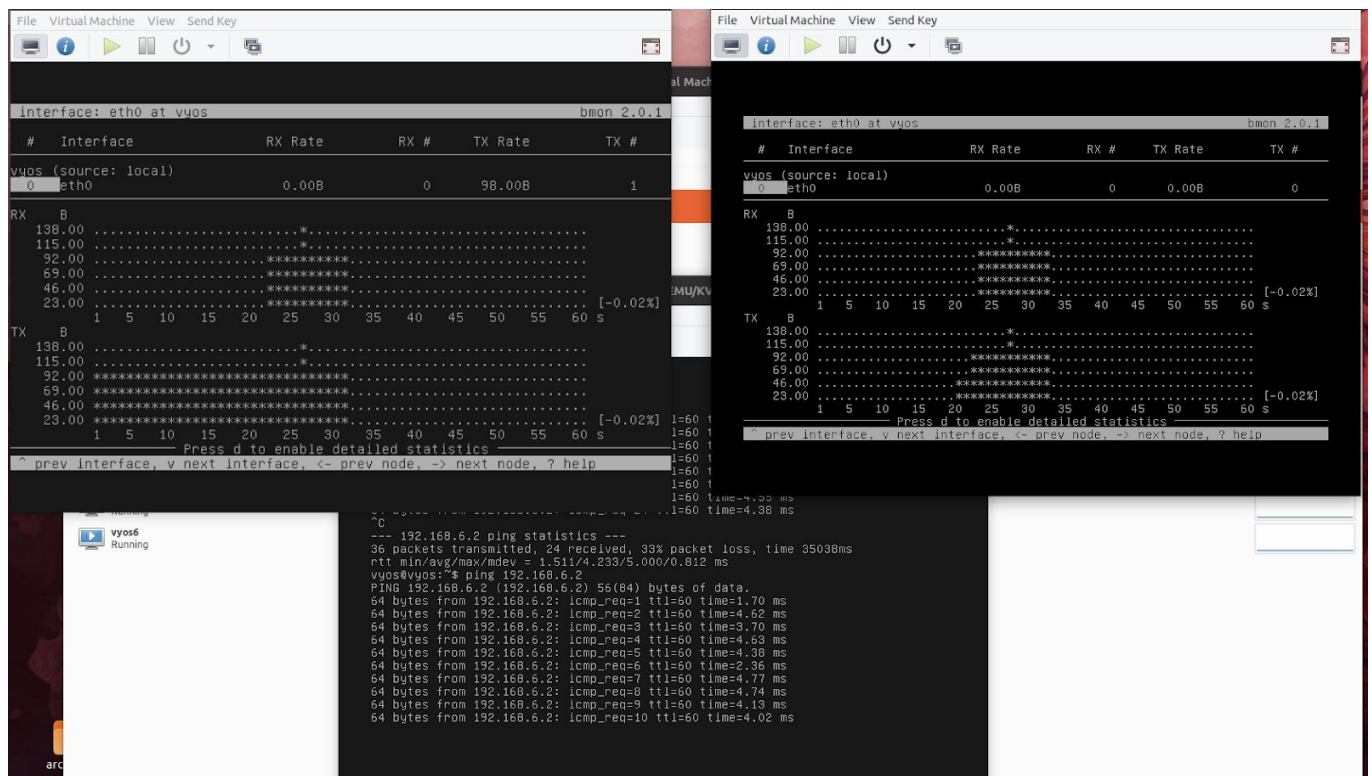 File Virtual Machine View Send Key
interface: eth0 at vyos bmon 2.0.1
# Interface RX Rate RX # TX Rate TX #
vyos (source: local)
0 eth0 0.00B 0 98.00B 1
RX B
138.00 ..........................*..................................
115.00 ..........................*..................................
92.00 .....................**********.............................
69.00 .....................**********.............................
46.00 .....................**********.............................
23.00 .....................**********............................. [-0.02%]
1 5 10 15 20 25 30 35 40 45 50 55 60 s
TX B
138.00 .........................*..................................
115.00 .........................*..................................
92.00 *******************************.............................
69.00 *******************************.............................
46.00 *******************************.............................
23.00 *******************************............................. [-0.02%]
1 5 10 15 20 25 30 35 40 45 50 55 60 s
Press d to enable detailed statistics
^ prev interface, v next interface, <- prev node, -> next node, ? help
File Virtual Machine View Send Key
interface: eth0 at vyos bmon 2.0.1
# Interface RX Rate RX # TX Rate TX #
vyos (source: local)
0 eth0 0.00B 0 0.00B 0
RX B
138.00 ..........................*.................................
115.00 ..........................*.................................
92.00 ......................**********............................
69.00 ......................**********............................
46.00 ......................**********............................
23.00 ......................**********............................ [-0.02%]
1 5 10 15 20 25 30 35 40 45 50 55 60 s
TX B
138.00 ..........................*.................................
115.00 ..........................*.................................
92.00 .....................***********............................
69.00 .....................***********............................
46.00 ...................*************............................
23.00 ...................*************............................ [-0.02%]
1 5 10 15 20 25 30 35 40 45 50 55 60 s
Press d to enable detailed statistics
^ prev interface, v next interface, <- prev node, -> next node, ? help
al Mach
EMU/KV
l=60 t
l=60 t
l=60 t
l=60 t
l=60 t
l=60 t
l=60 time=4.55 ms
l=60 time=4.38 ms
^C
--- 192.168.6.2 ping statistics ---
36 packets transmitted, 24 received, 33% packet loss, time 35038ms
rtt min/avg/max/mdev = 1.511/4.233/5.000/0.812 ms
vyos@vyos:~$ ping 192.168.6.2
PING 192.168.6.2 (192.168.6.2) 56(84) bytes of data.
64 bytes from 192.168.6.2: icmp_req=1 ttl=60 time=1.70 ms
64 bytes from 192.168.6.2: icmp_req=2 ttl=60 time=4.62 ms
64 bytes from 192.168.6.2: icmp_req=3 ttl=60 time=3.70 ms
64 bytes from 192.168.6.2: icmp_req=4 ttl=60 time=4.63 ms
64 bytes from 192.168.6.2: icmp_req=5 ttl=60 time=4.38 ms
64 bytes from 192.168.6.2: icmp_req=6 ttl=60 time=2.36 ms
64 bytes from 192.168.6.2: icmp_req=7 ttl=60 time=4.77 ms
64 bytes from 192.168.6.2: icmp_req=8 ttl=60 time=4.74 ms
64 bytes from 192.168.6.2: icmp_req=9 ttl=60 time=4.13 ms
64 bytes from 192.168.6.2: icmp_req=10 ttl=60 time=4.02 ms
vyos6
Running
arc